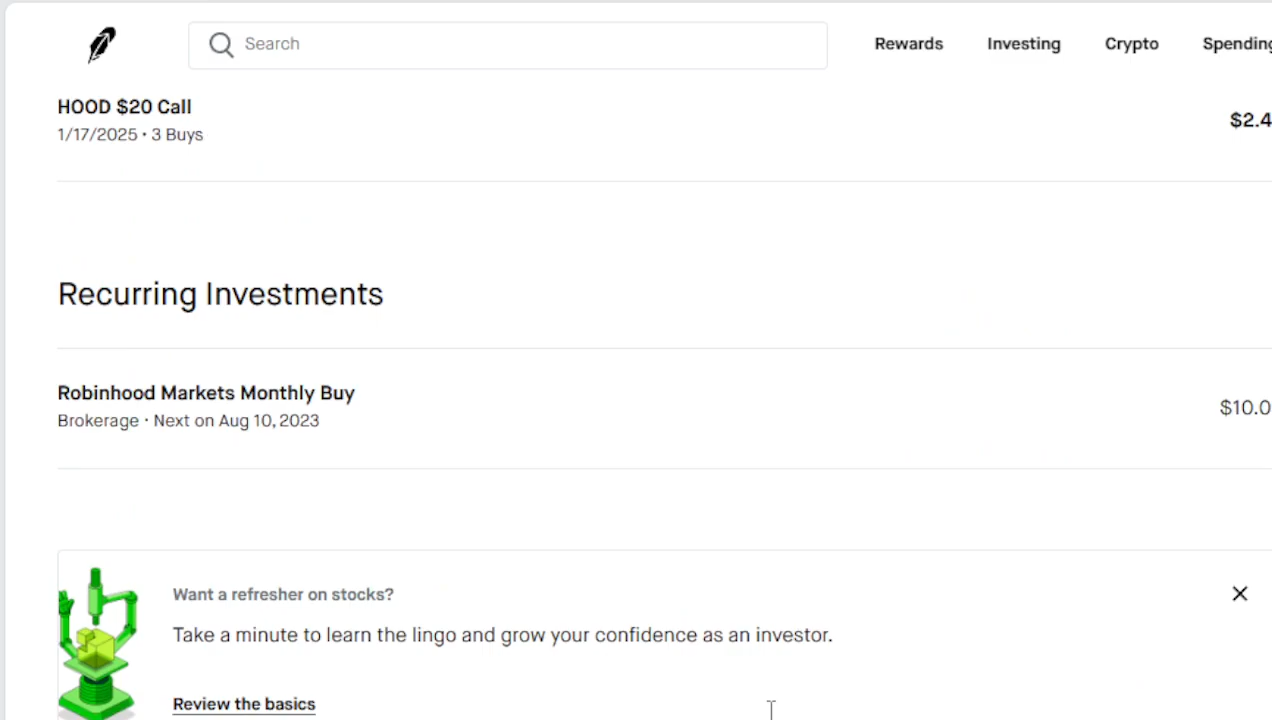 Search
Rewards
Investing
Crypto
Spending
HOOD $20 Call
1/17/2025 • 3 Buys
$2.4
Recurring Investments
Robinhood Markets Monthly Buy
Brokerage • Next on Aug 10, 2023
$10.0
Want a refresher on stocks?
Take a minute to learn the lingo and grow your confidence as an investor.
Review the basics